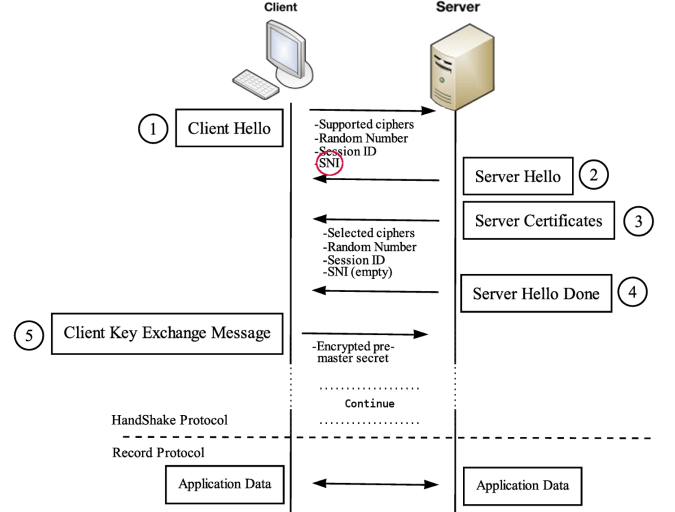 Client
Server
1
Client Hello
-Supported ciphers
-Random Number
-Session ID
-SNI
Server Hello
2
Server Certificates
3
-Selected ciphers
-Random Number
-Session ID
-SNI (empty)
Server Hello Done
4
5
Client Key Exchange Message
-Encrypted pre-
master secret
Continue
HandShake Protocol
Record Protocol
Application Data
Application Data